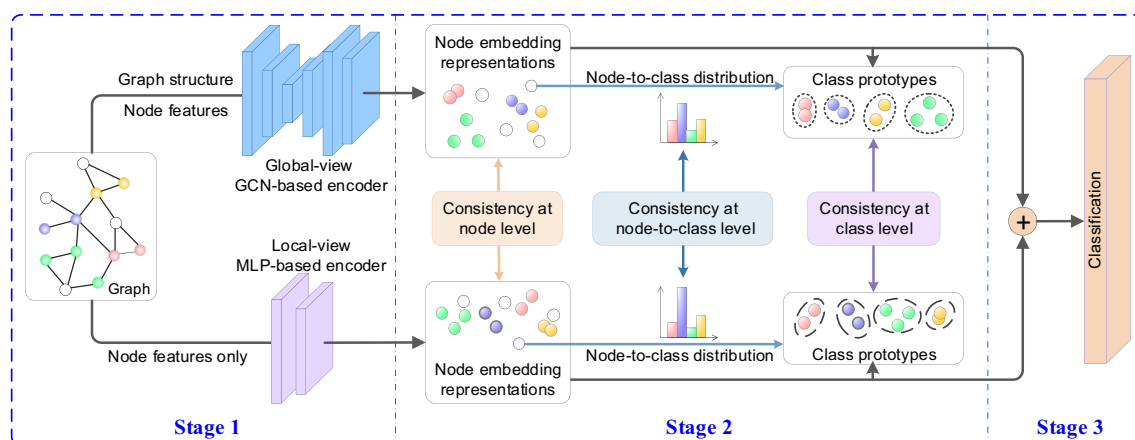 Graph structure
Node features
Global-view
GCN-based encoder
Graph
Local-view
MLP-based encoder
Node features only
Stage 1
Node embedding
representations
Node-to-class distribution
Class prototypes
Consistency at
node level
Consistency at
node-to-class level
Consistency at
class level
Node embedding
representations
Node-to-class distribution
Class prototypes
Stage 2
+
Classification
Stage 3